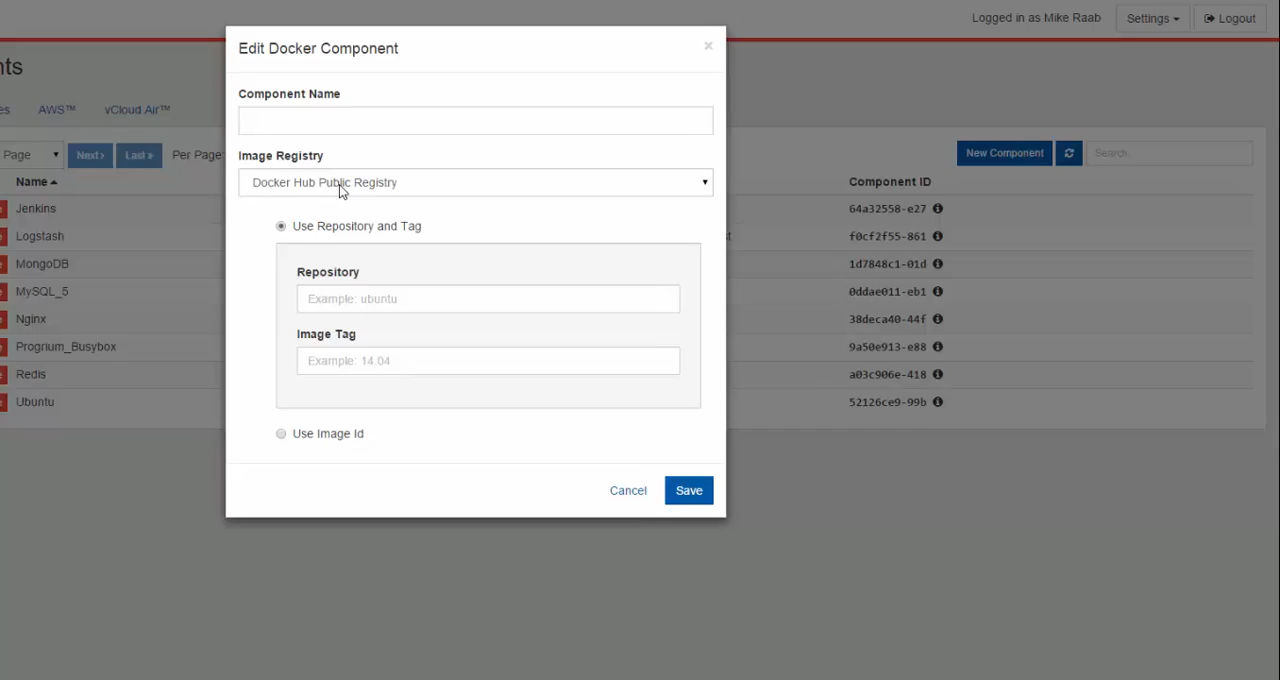 Logged in as Mike Raab
Settings
Logout
nts
es
AWS™
vCloud Air™
Page
Next ›
Last »
Per Page:
New Component
Search.
Name
Component ID
Jenkins
64a32558-e27
Logstash
st
f0cf2f55-861
MongoDB
1d7848c1-01d
MySQL_5
0ddae011-eb1
Nginx
38deca40-44f
Progrium_Busybox
9a50e913-e88
Redis
a03c906e-418
Ubuntu
52126ce9-99b
Edit Docker Component
×
Component Name
Image Registry
Docker Hub Public Registry
Use Repository and Tag
Repository
Example: ubuntu
Image Tag
Example: 14.04
Use Image Id
Cancel
Save